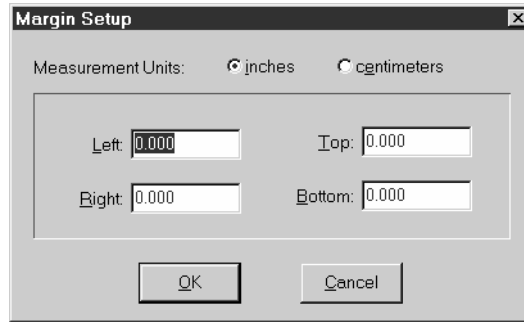 Margin Setup
Measurement Units: inches centimeters
Left: 0.000 Top: 0.000
Right: 0.000 Bottom: 0.000
OK Cancel